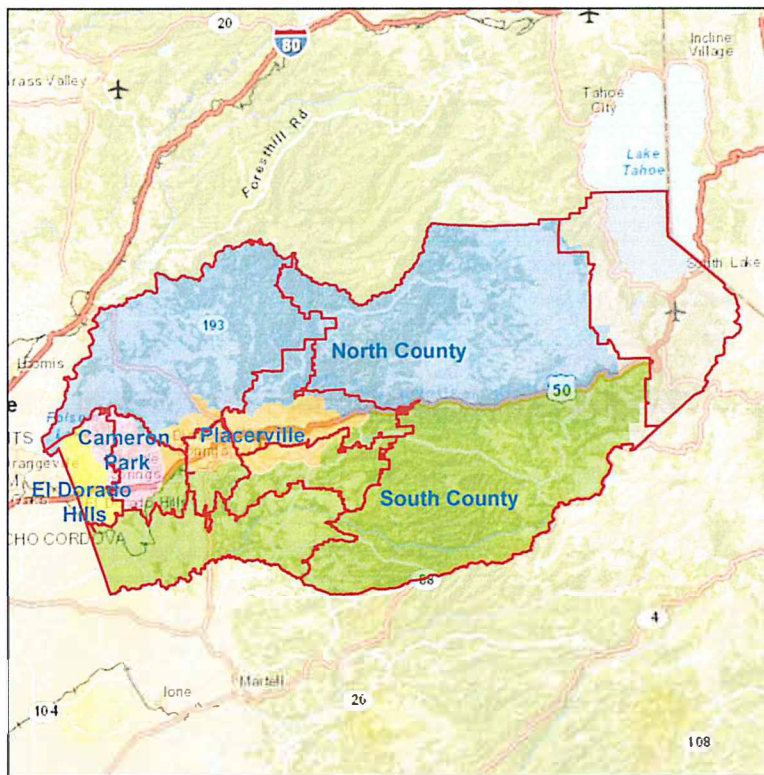 20
80
Incline
Village
Grass Valley
Tahoe
City
Foresthill Rd
Lake
Tahoe
South Lake
193
North County
50
Cameron
Park
Placerville
El Dorado
Hills
South County
CHO CORDOVA
88
4
Martell
Ione
26
104
108